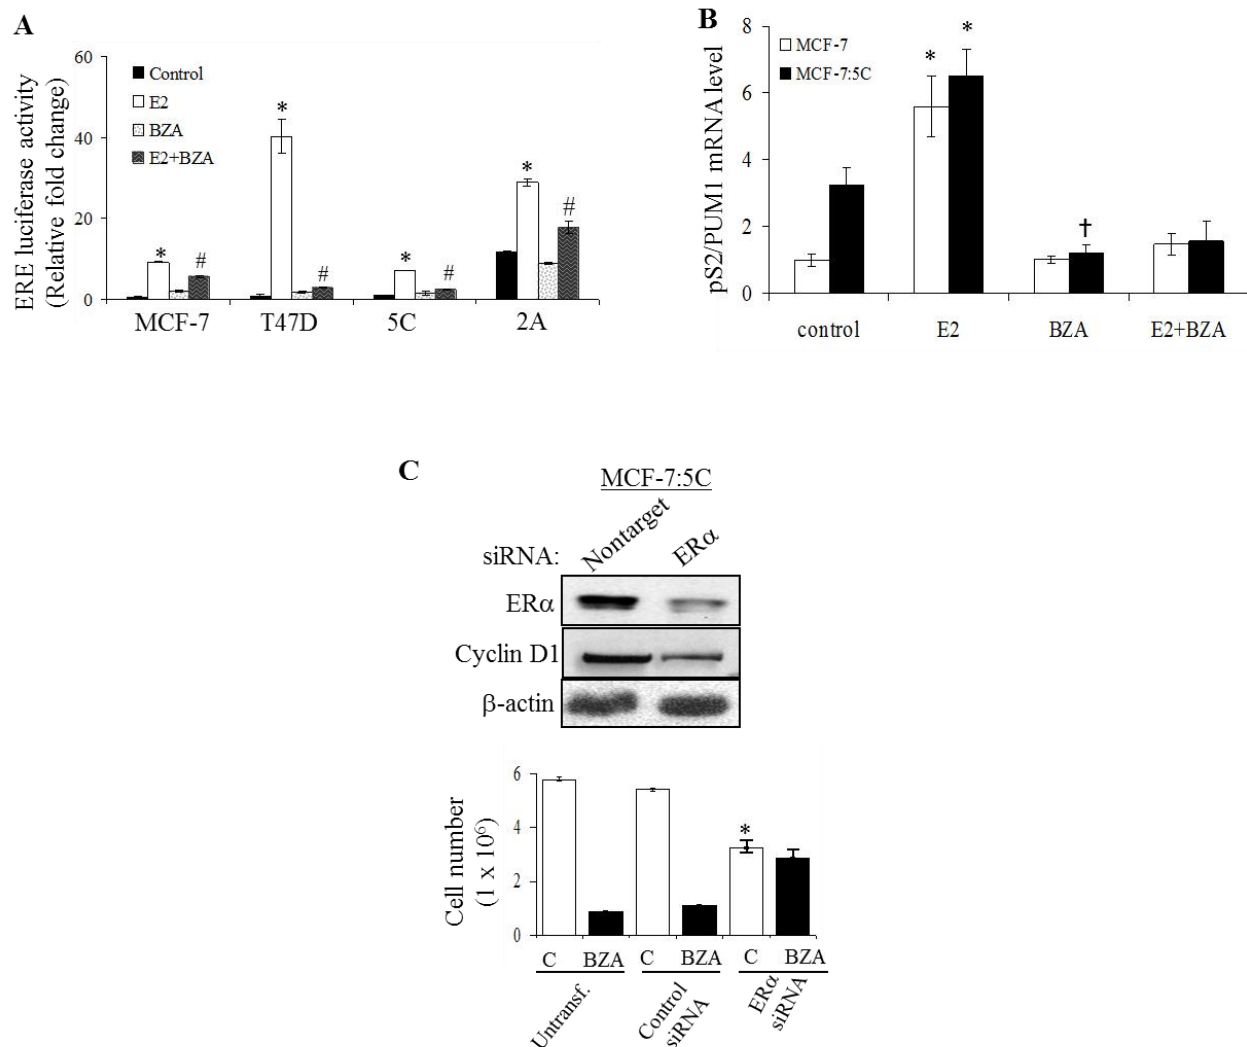 A
ERE luciferase activity
(Relative fold change)
60
40
20
0
Control
E2
BZA
E2+BZA
*
#
*
#
*
#
*
#
MCF-7 T47D 5C 2A
B
pS2/PUM1 mRNA level
8
6
4
2
0
MCF-7
MCF-7:5C
*
*
†
control E2 BZA E2+BZA
C
MCF-7:5C
siRNA: Nontarget ERα
ERα
Cyclin D1
β-actin
Cell number
(1 x 10⁶)
6
4
2
0
*
C BZA C BZA C BZA
Untransf.
Control
siRNA
ERα
siRNA